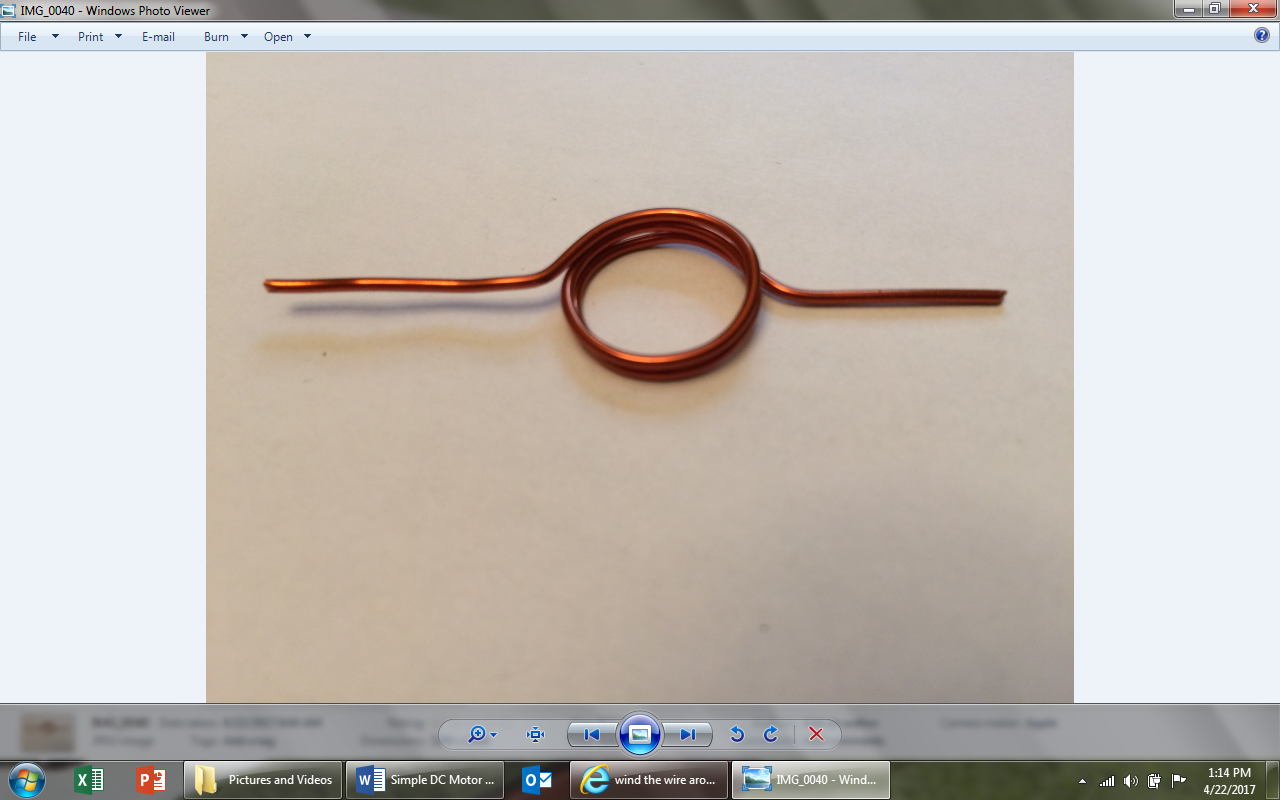 IMG_0040 - Windows Photo Viewer
File Print E-mail Burn Open
Pictures and Videos Simple DC Motor ... wind the wire aro... IMG_0040 - Wind... 1:14 PM
4/22/2017